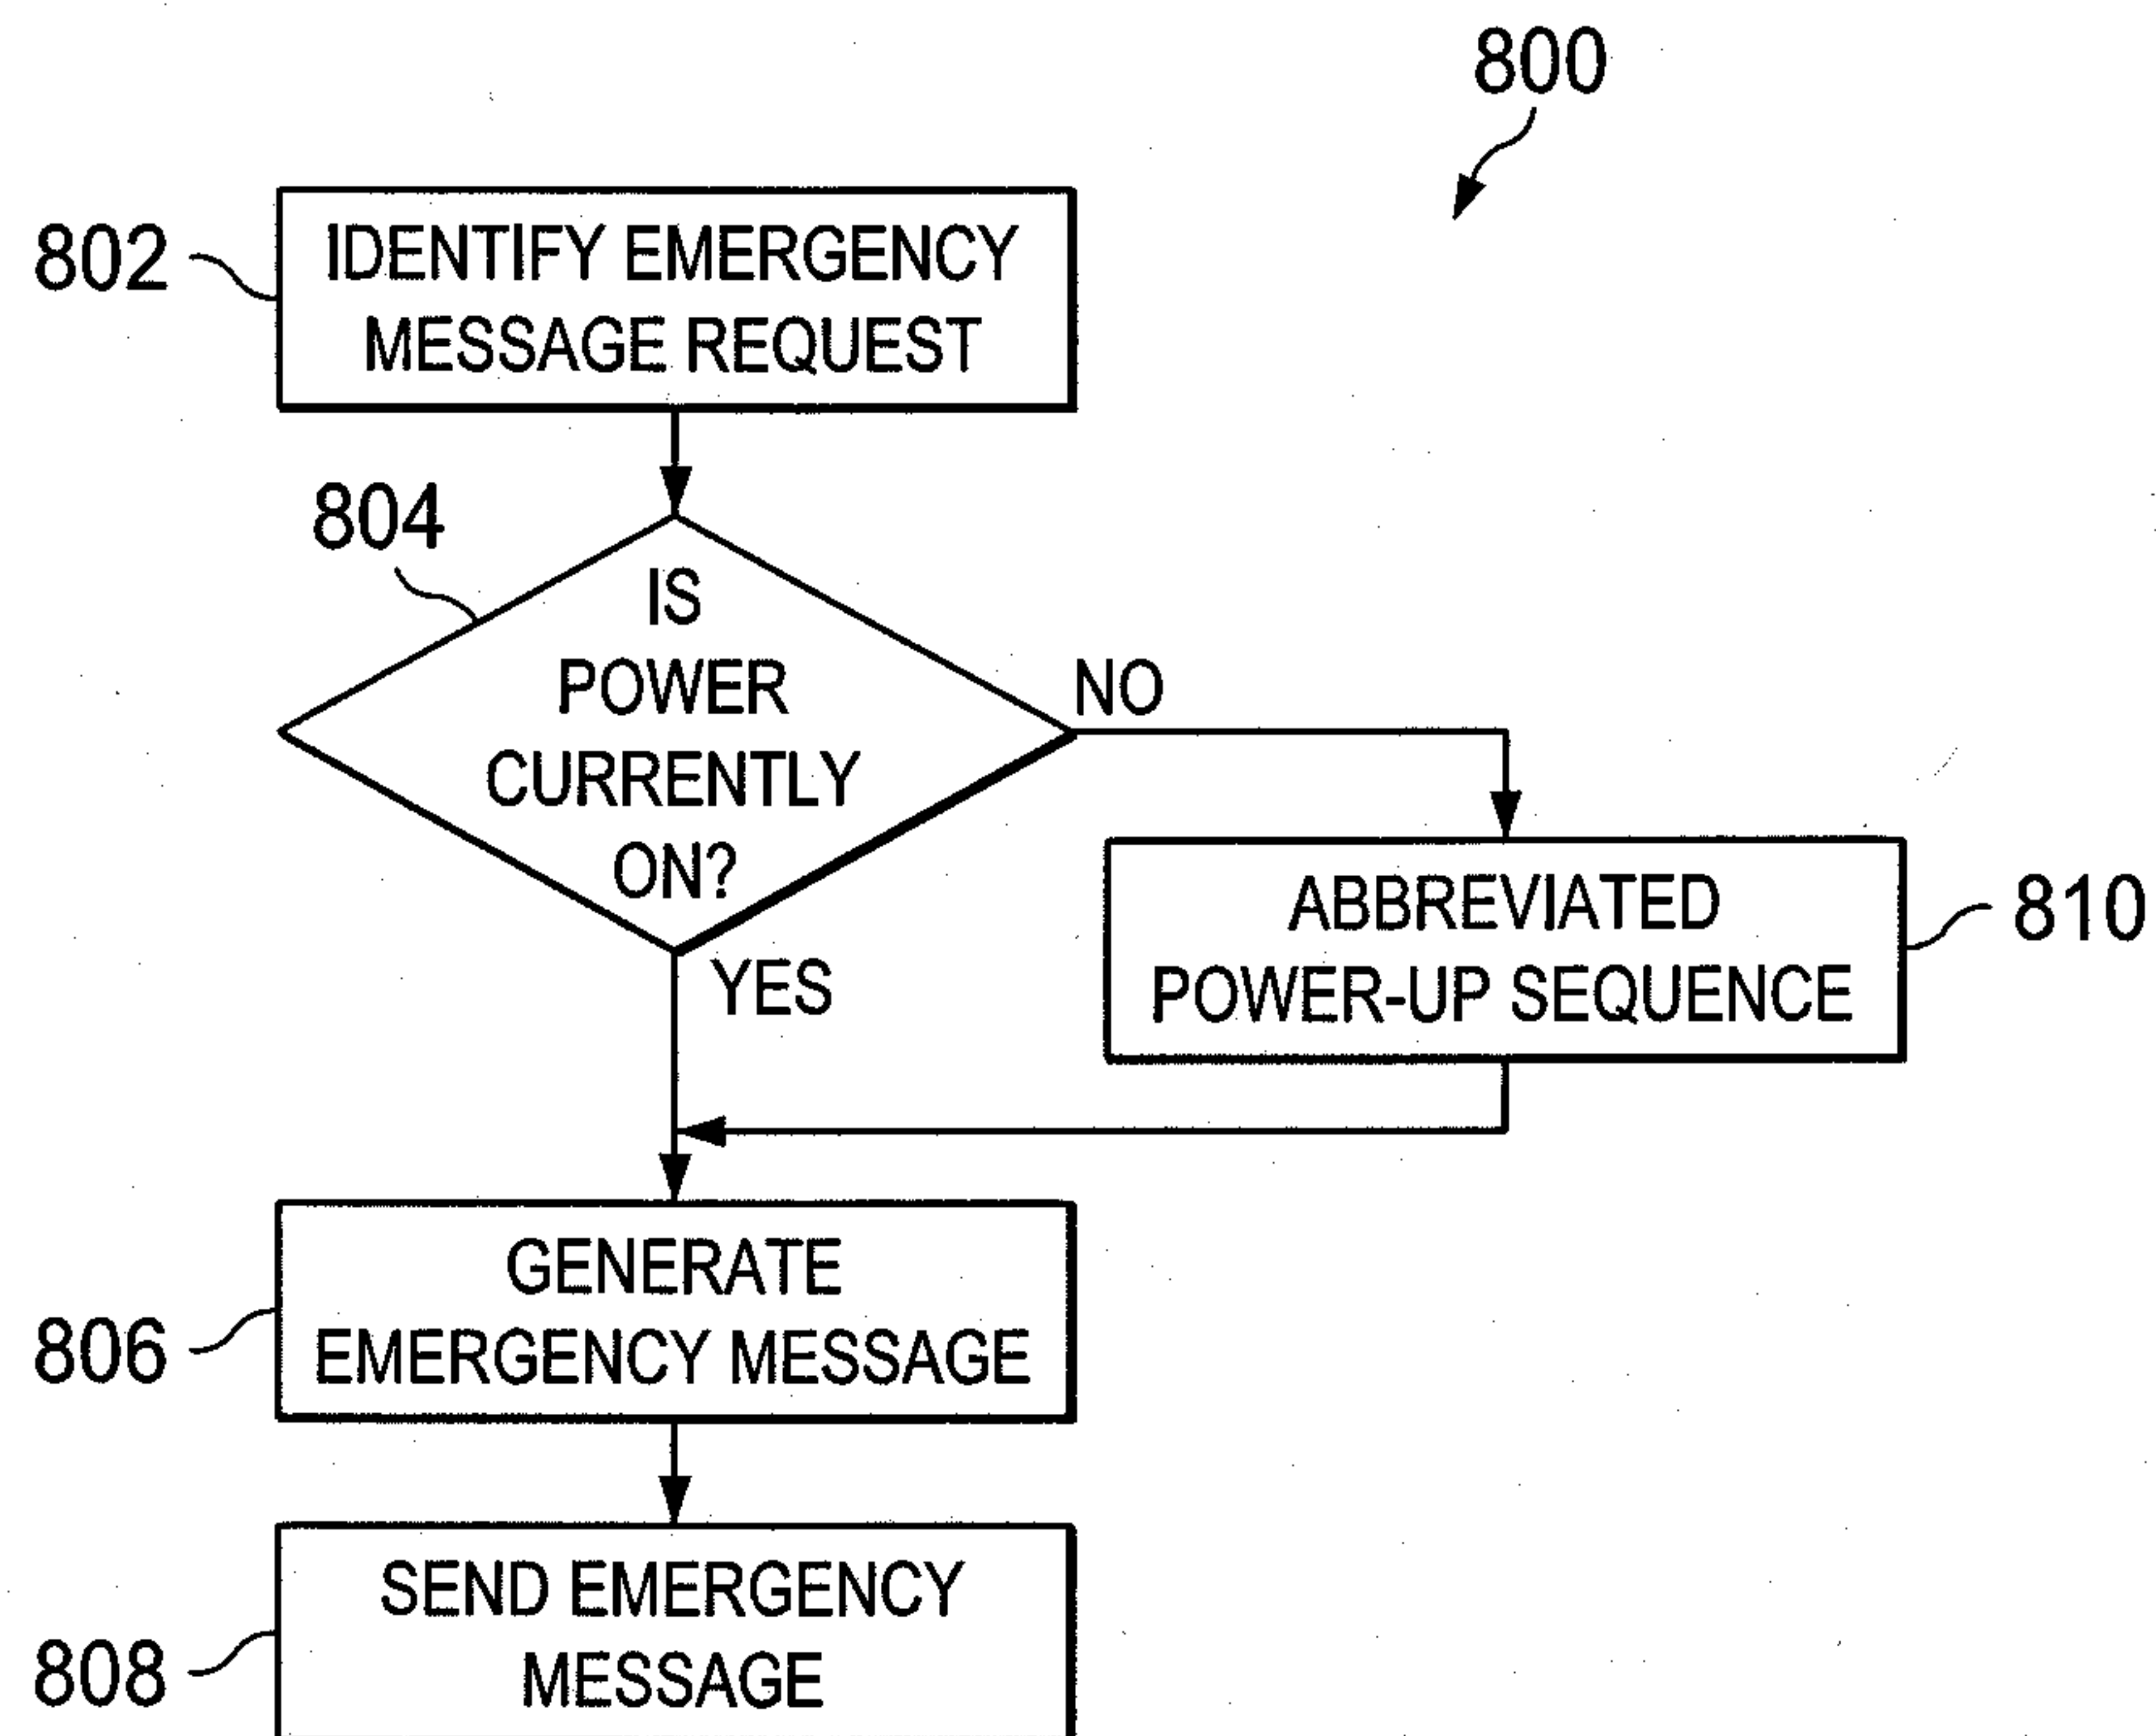 800
802
IDENTIFY EMERGENCY
MESSAGE REQUEST
804
IS
POWER
CURRENTLY
ON?
NO
YES
ABBREVIATED
POWER-UP SEQUENCE
810
806
GENERATE
EMERGENCY MESSAGE
808
SEND EMERGENCY
MESSAGE